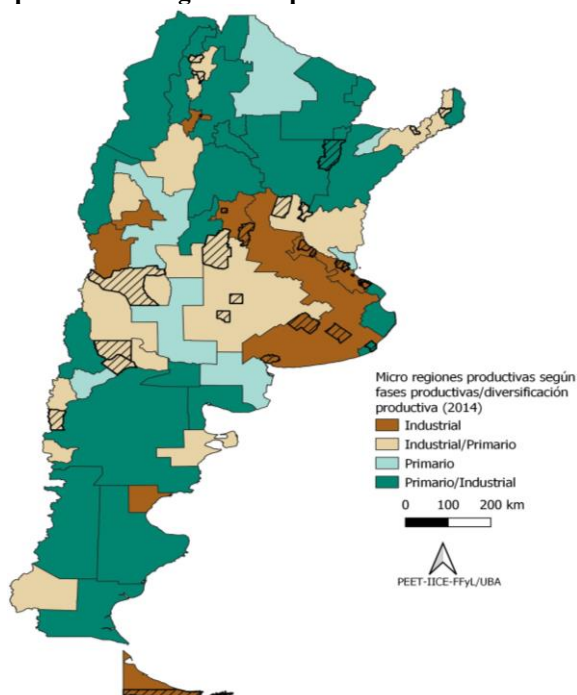 Micro regiones productivas según
fases productivas/diversificación
productiva (2014)
Industrial
Industrial/Primario
Primario
Primario/Industrial
0 100 200 km
PEET-IICE-FFyL/UBA